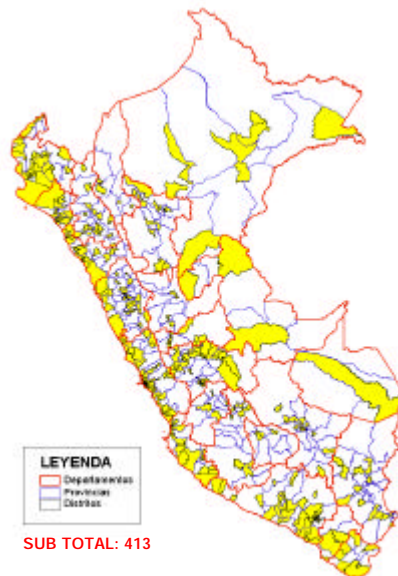 LEYENDA
Departamentos
Provincias
Distritos
SUB TOTAL: 413